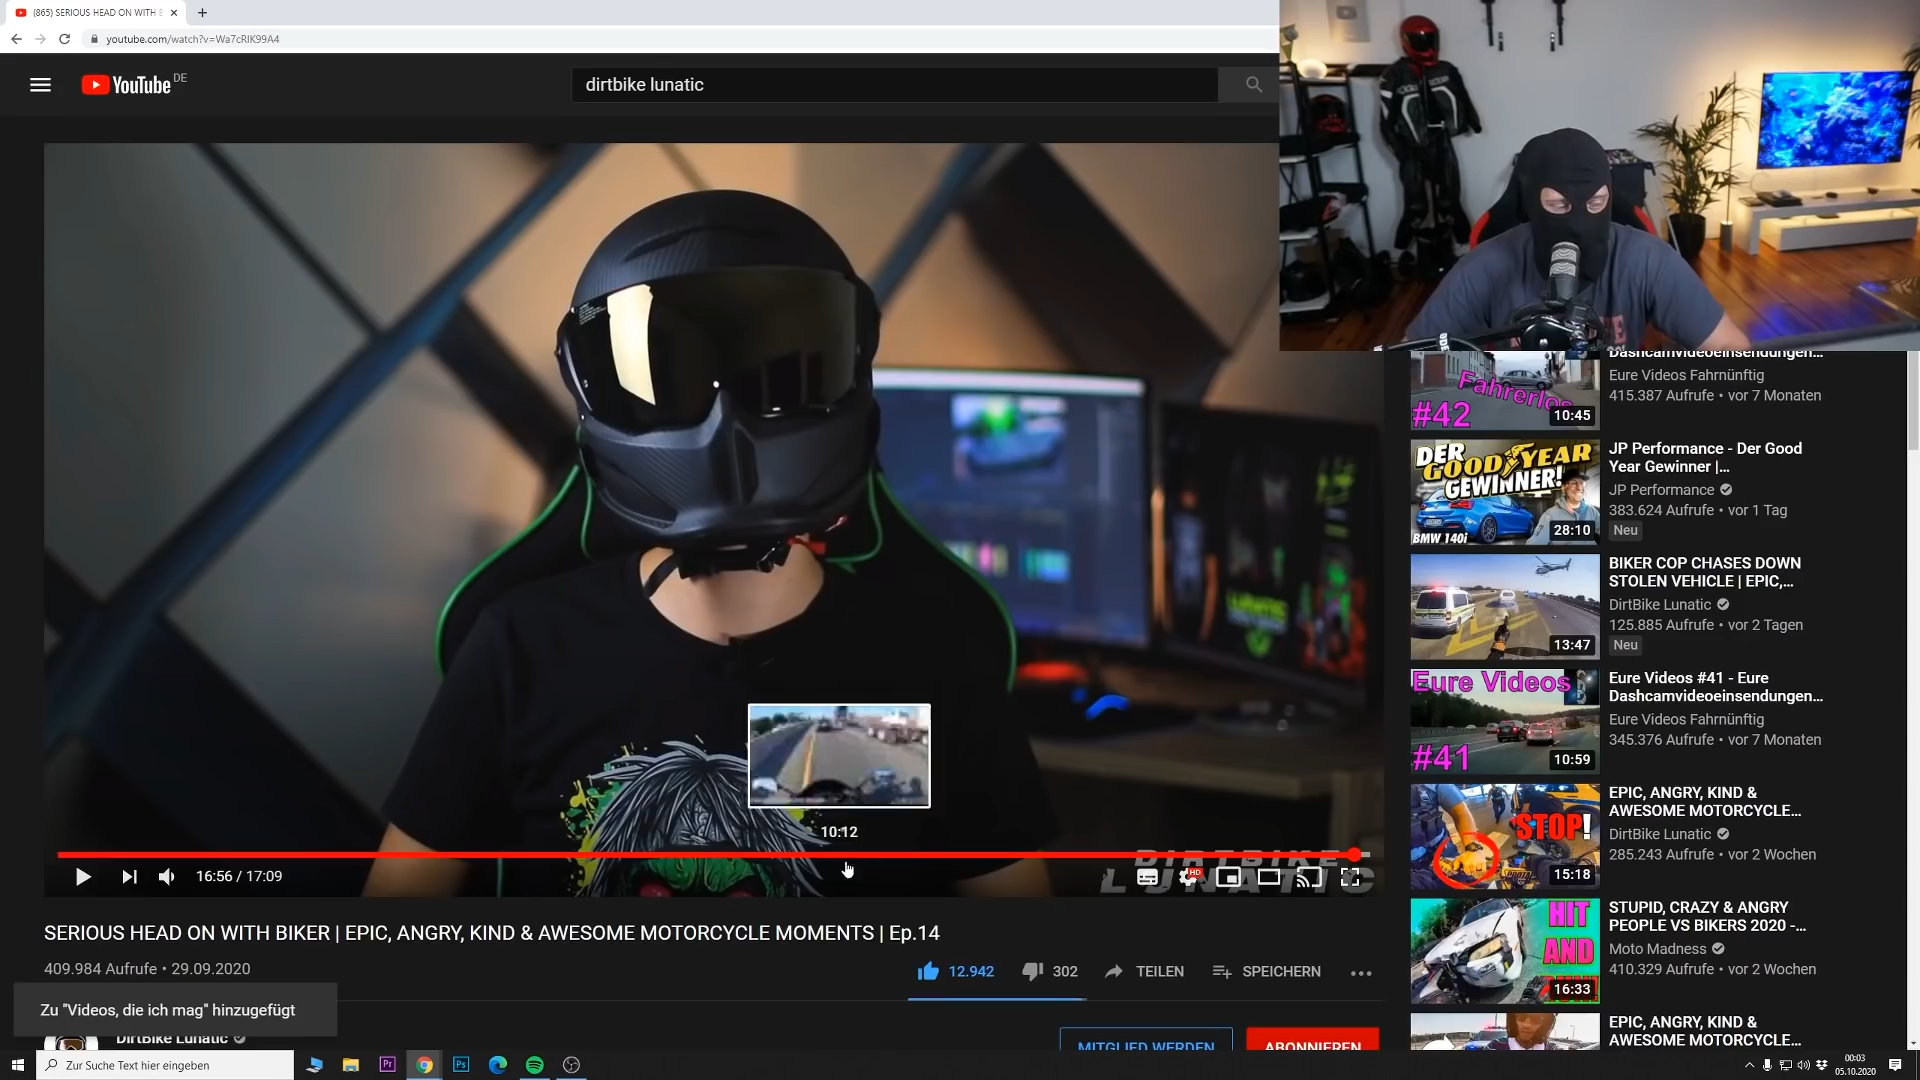 (865) SERIOUS HEAD ON WITH
youtube.com/watch?v=Wa7cRIK99A4
YouTube DE
dirtbike lunatic
10:12
16:56 / 17:09
HD
DIRTBIKE
LUNATIC
SERIOUS HEAD ON WITH BIKER | EPIC, ANGRY, KIND & AWESOME MOTORCYCLE MOMENTS | Ep.14
409.984 Aufrufe • 29.09.2020
12.942
302
TEILEN
SPEICHERN
Zu "Videos, die ich mag" hinzugefügt
DirtBike Lunatic
MITGLIED WERDEN
ABONNIEREN
Dashcamvideoeinsendungen...
Eure Videos Fahrnünftig
415.387 Aufrufe • vor 7 Monaten
Fahrerlos
#42
10:45
DER
GOOD YEAR
GEWINNER!
BMW 140i
28:10
JP Performance - Der Good
Year Gewinner |...
JP Performance
383.624 Aufrufe • vor 1 Tag
Neu
13:47
BIKER COP CHASES DOWN
STOLEN VEHICLE | EPIC,...
DirtBike Lunatic
125.885 Aufrufe • vor 2 Tagen
Neu
Eure Videos
#41
10:59
Eure Videos #41 - Eure
Dashcamvideoeinsendungen...
Eure Videos Fahrnünftig
345.376 Aufrufe • vor 7 Monaten
STOP!
15:18
EPIC, ANGRY, KIND &
AWESOME MOTORCYCLE...
DirtBike Lunatic
285.243 Aufrufe • vor 2 Wochen
HIT
AND
16:33
STUPID, CRAZY & ANGRY
PEOPLE VS BIKERS 2020 -...
Moto Madness
410.329 Aufrufe • vor 2 Wochen
EPIC, ANGRY, KIND &
AWESOME MOTORCYCLE...
Zur Suche Text hier eingeben
Pr
Ps
00:03
05.10.2020